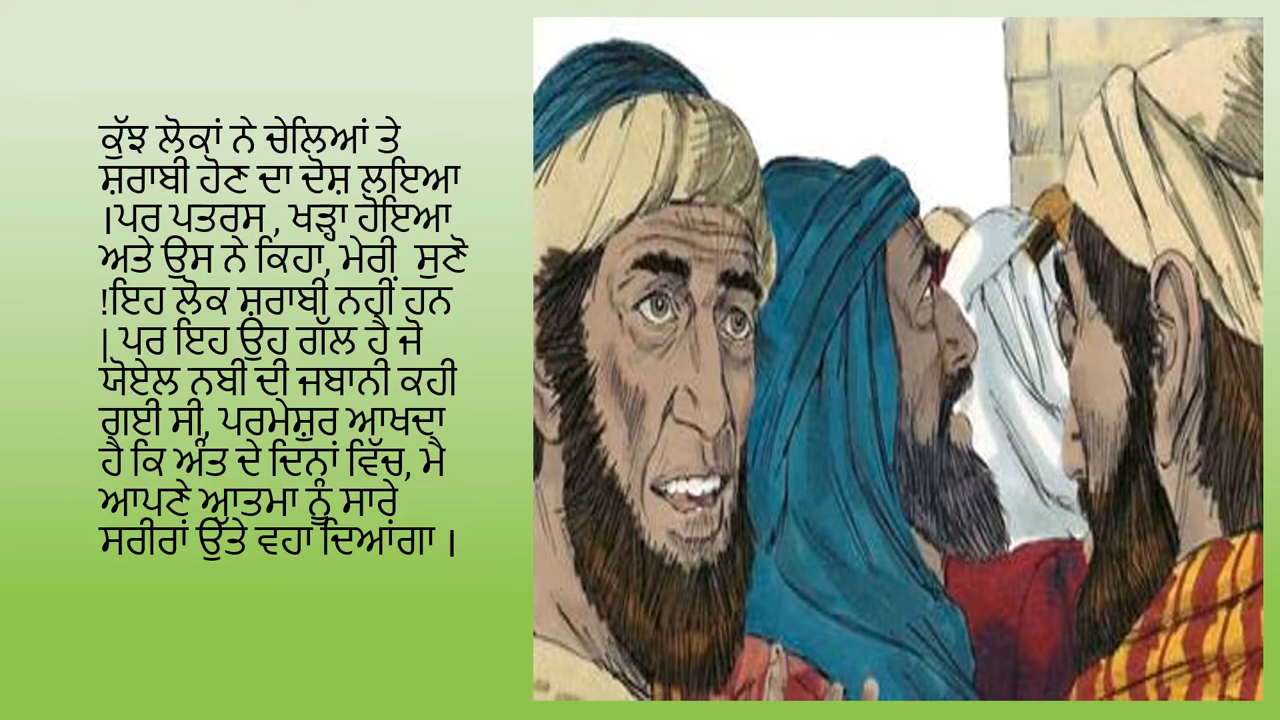 ਕੁੱਝ ਲੋਕਾਂ ਨੇ ਚੇਲਿਆਂ ਤੇ
ਸ਼ਰਾਬੀ ਹੋਣ ਦਾ ਦੋਸ਼ ਲਇਆ
।ਪਰ ਪਤਰਸ , ਖੜ੍ਹਾ ਹੋਇਆ
ਅਤੇ ਉਸ ਨੇ ਕਿਹਾ, ਮੇਰੀ  ਸੁਣੋ
!ਇਹ ਲੋਕ ਸ਼ਰਾਬੀ ਨਹੀਂ ਹਨ
| ਪਰ ਇਹ ਉਹ ਗੱਲ ਹੈ ਜੋ
ਯੋਏਲ ਨਬੀ ਦੀ ਜਬਾਨੀ ਕਹੀ
ਗਈ ਸੀ, ਪਰਮੇਸ਼ੁਰ ਆਖਦਾ
ਹੈ ਕਿ ਅੰਤ ਦੇ ਦਿਨਾਂ ਵਿੱਚ, ਮੈ
ਆਪਣੇ ਆਤਮਾ ਨੂੰ ਸਾਰੇ
ਸਰੀਰਾਂ ਉੱਤੇ ਵਹਾ ਦਿਆਂਗਾ ।